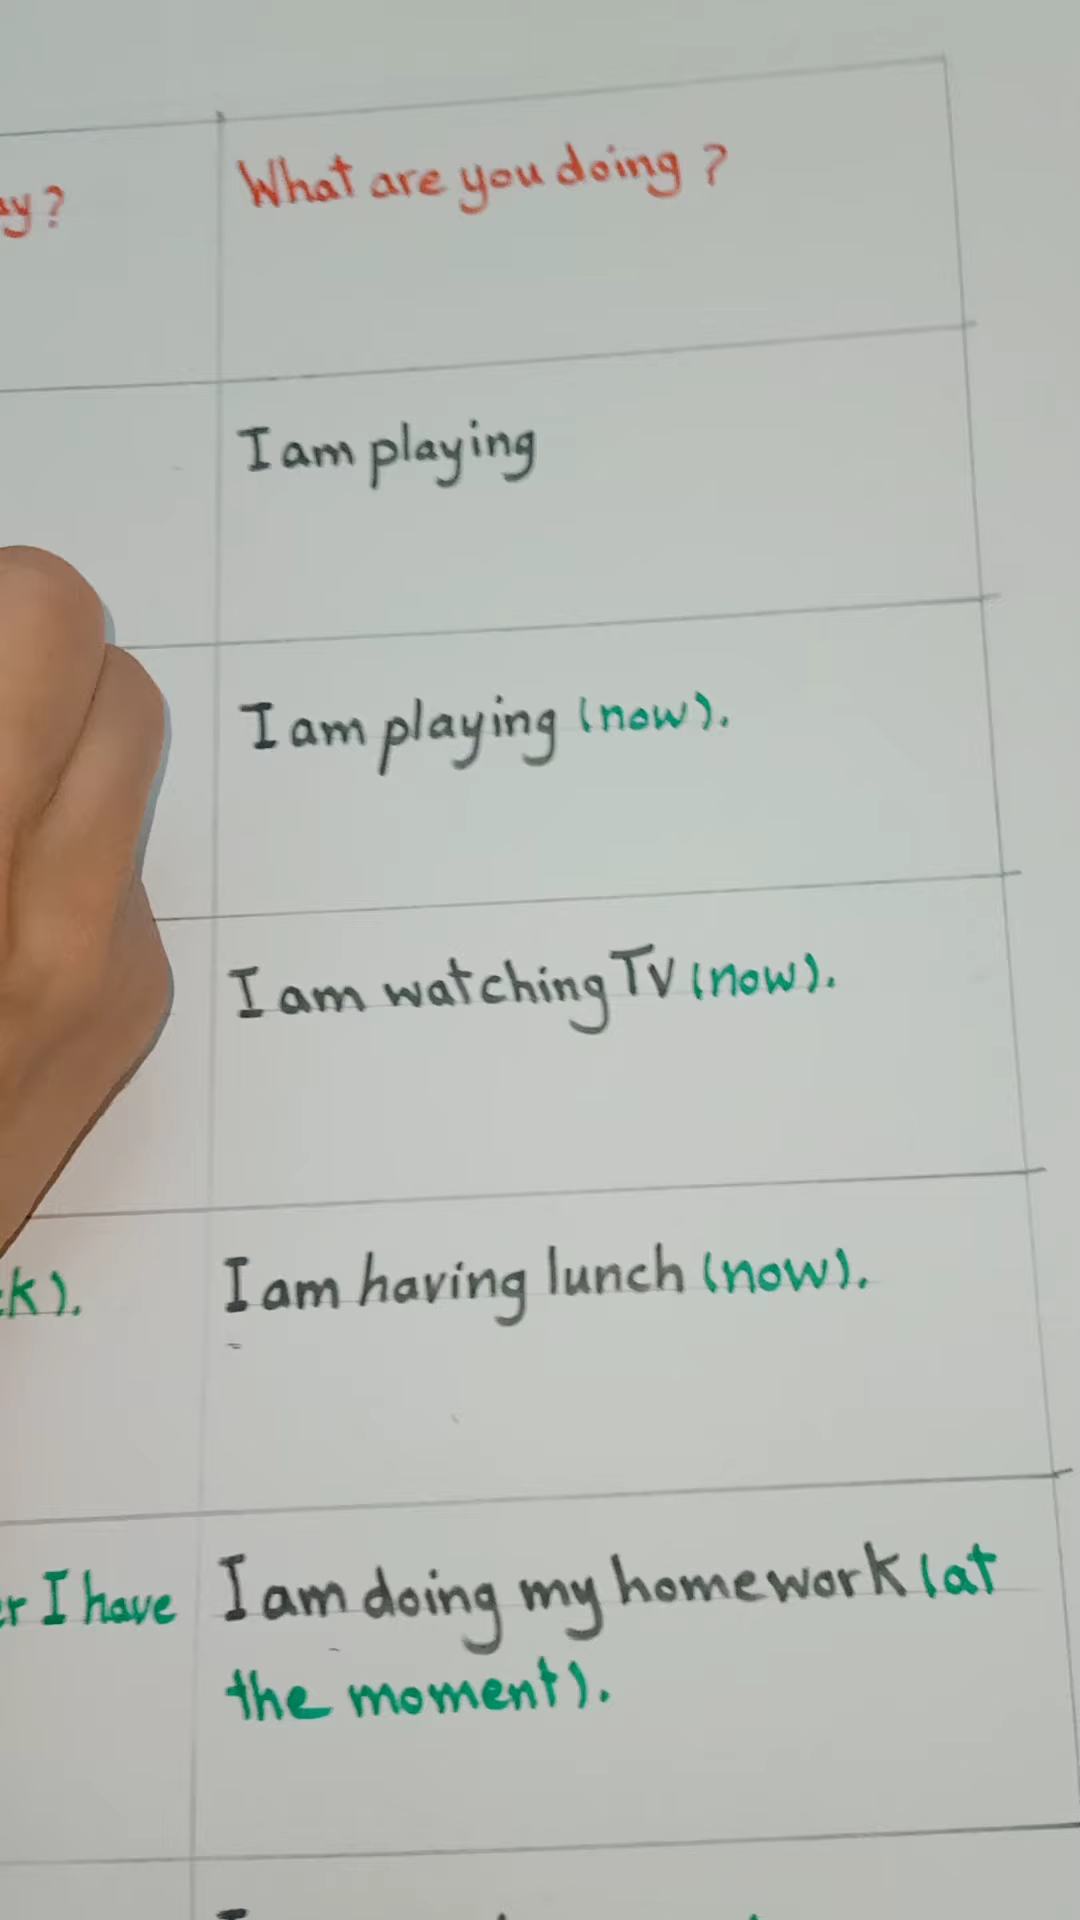 What are you doing ?
I am playing
I am playing (now).
I am watching TV (now).
I am having lunch (now).
I have
I am doing my homework (at
the moment).